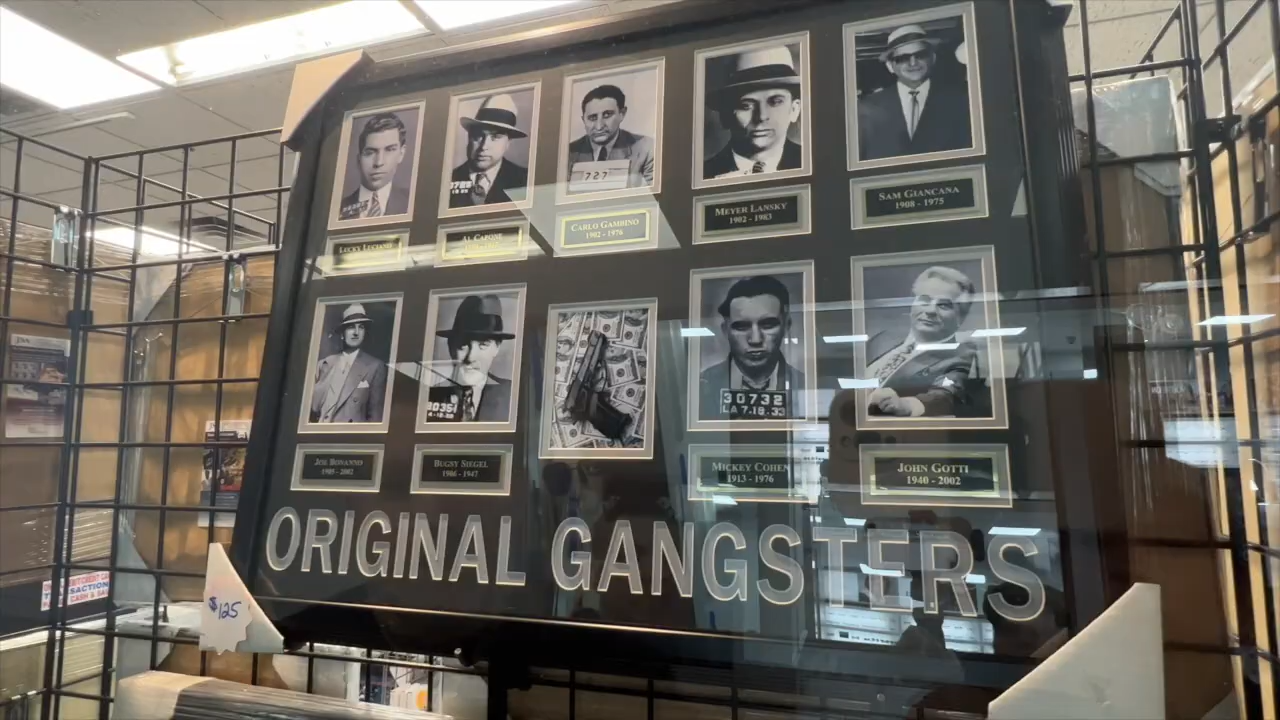 LUCKY LUCIANO
AL CAPONE
CARLO GAMBINO
1902 - 1976
MEYER LANSKY
1902 - 1983
SAM GIANCANA
1908 - 1975
727
JOE BONANNO
1905 - 2002
BUGSY SIEGEL
1906 - 1947
30732
LA 7.18.33
MICKEY COHEN
1913 - 1976
JOHN GOTTI
1940 - 2002
ORIGINAL GANGSTERS
$125